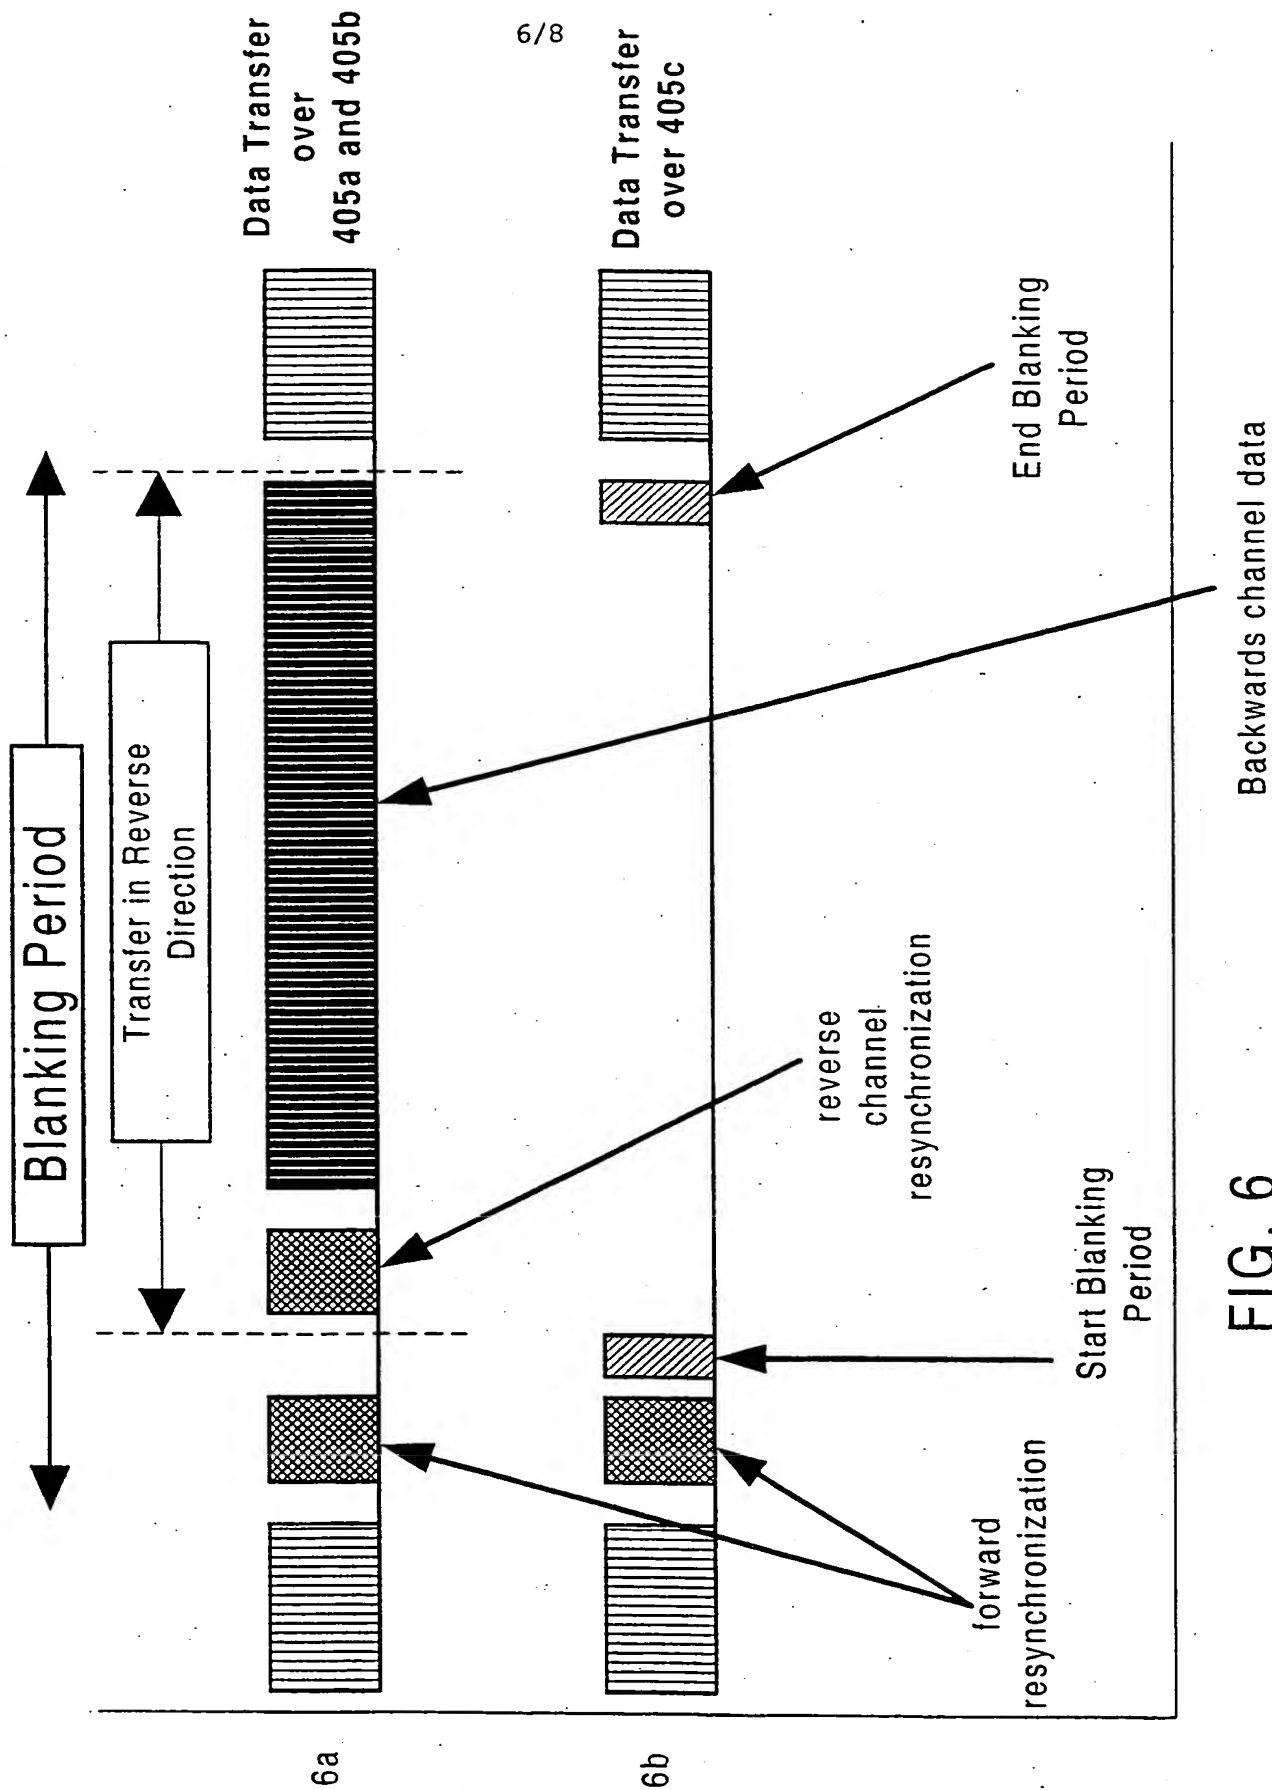 6/8
Blanking Period
Transfer in Reverse
Direction
6a
Data Transfer
over
405a and 405b
6b
Data Transfer
over 405c
forward
resynchronization
Start Blanking
Period
reverse
channel
resynchronization
End Blanking
Period
Backwards channel data
FIG. 6